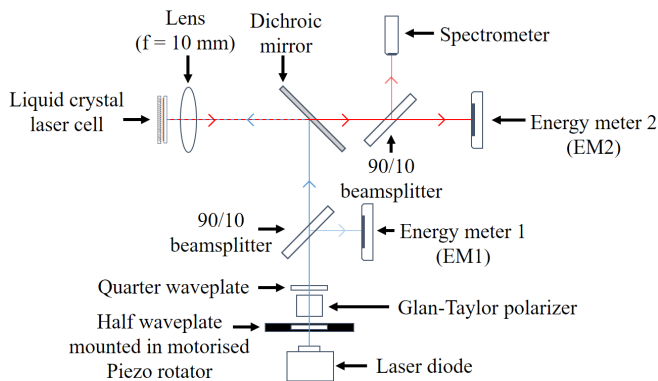 Lens
(f = 10 mm)
Dichroic
mirror
Spectrometer
Liquid crystal
laser cell
Energy meter 2
(EM2)
90/10
beamsplitter
90/10
beamsplitter
Energy meter 1
(EM1)
Quarter waveplate
Glan-Taylor polarizer
Half waveplate
mounted in motorised
Piezo rotator
Laser diode